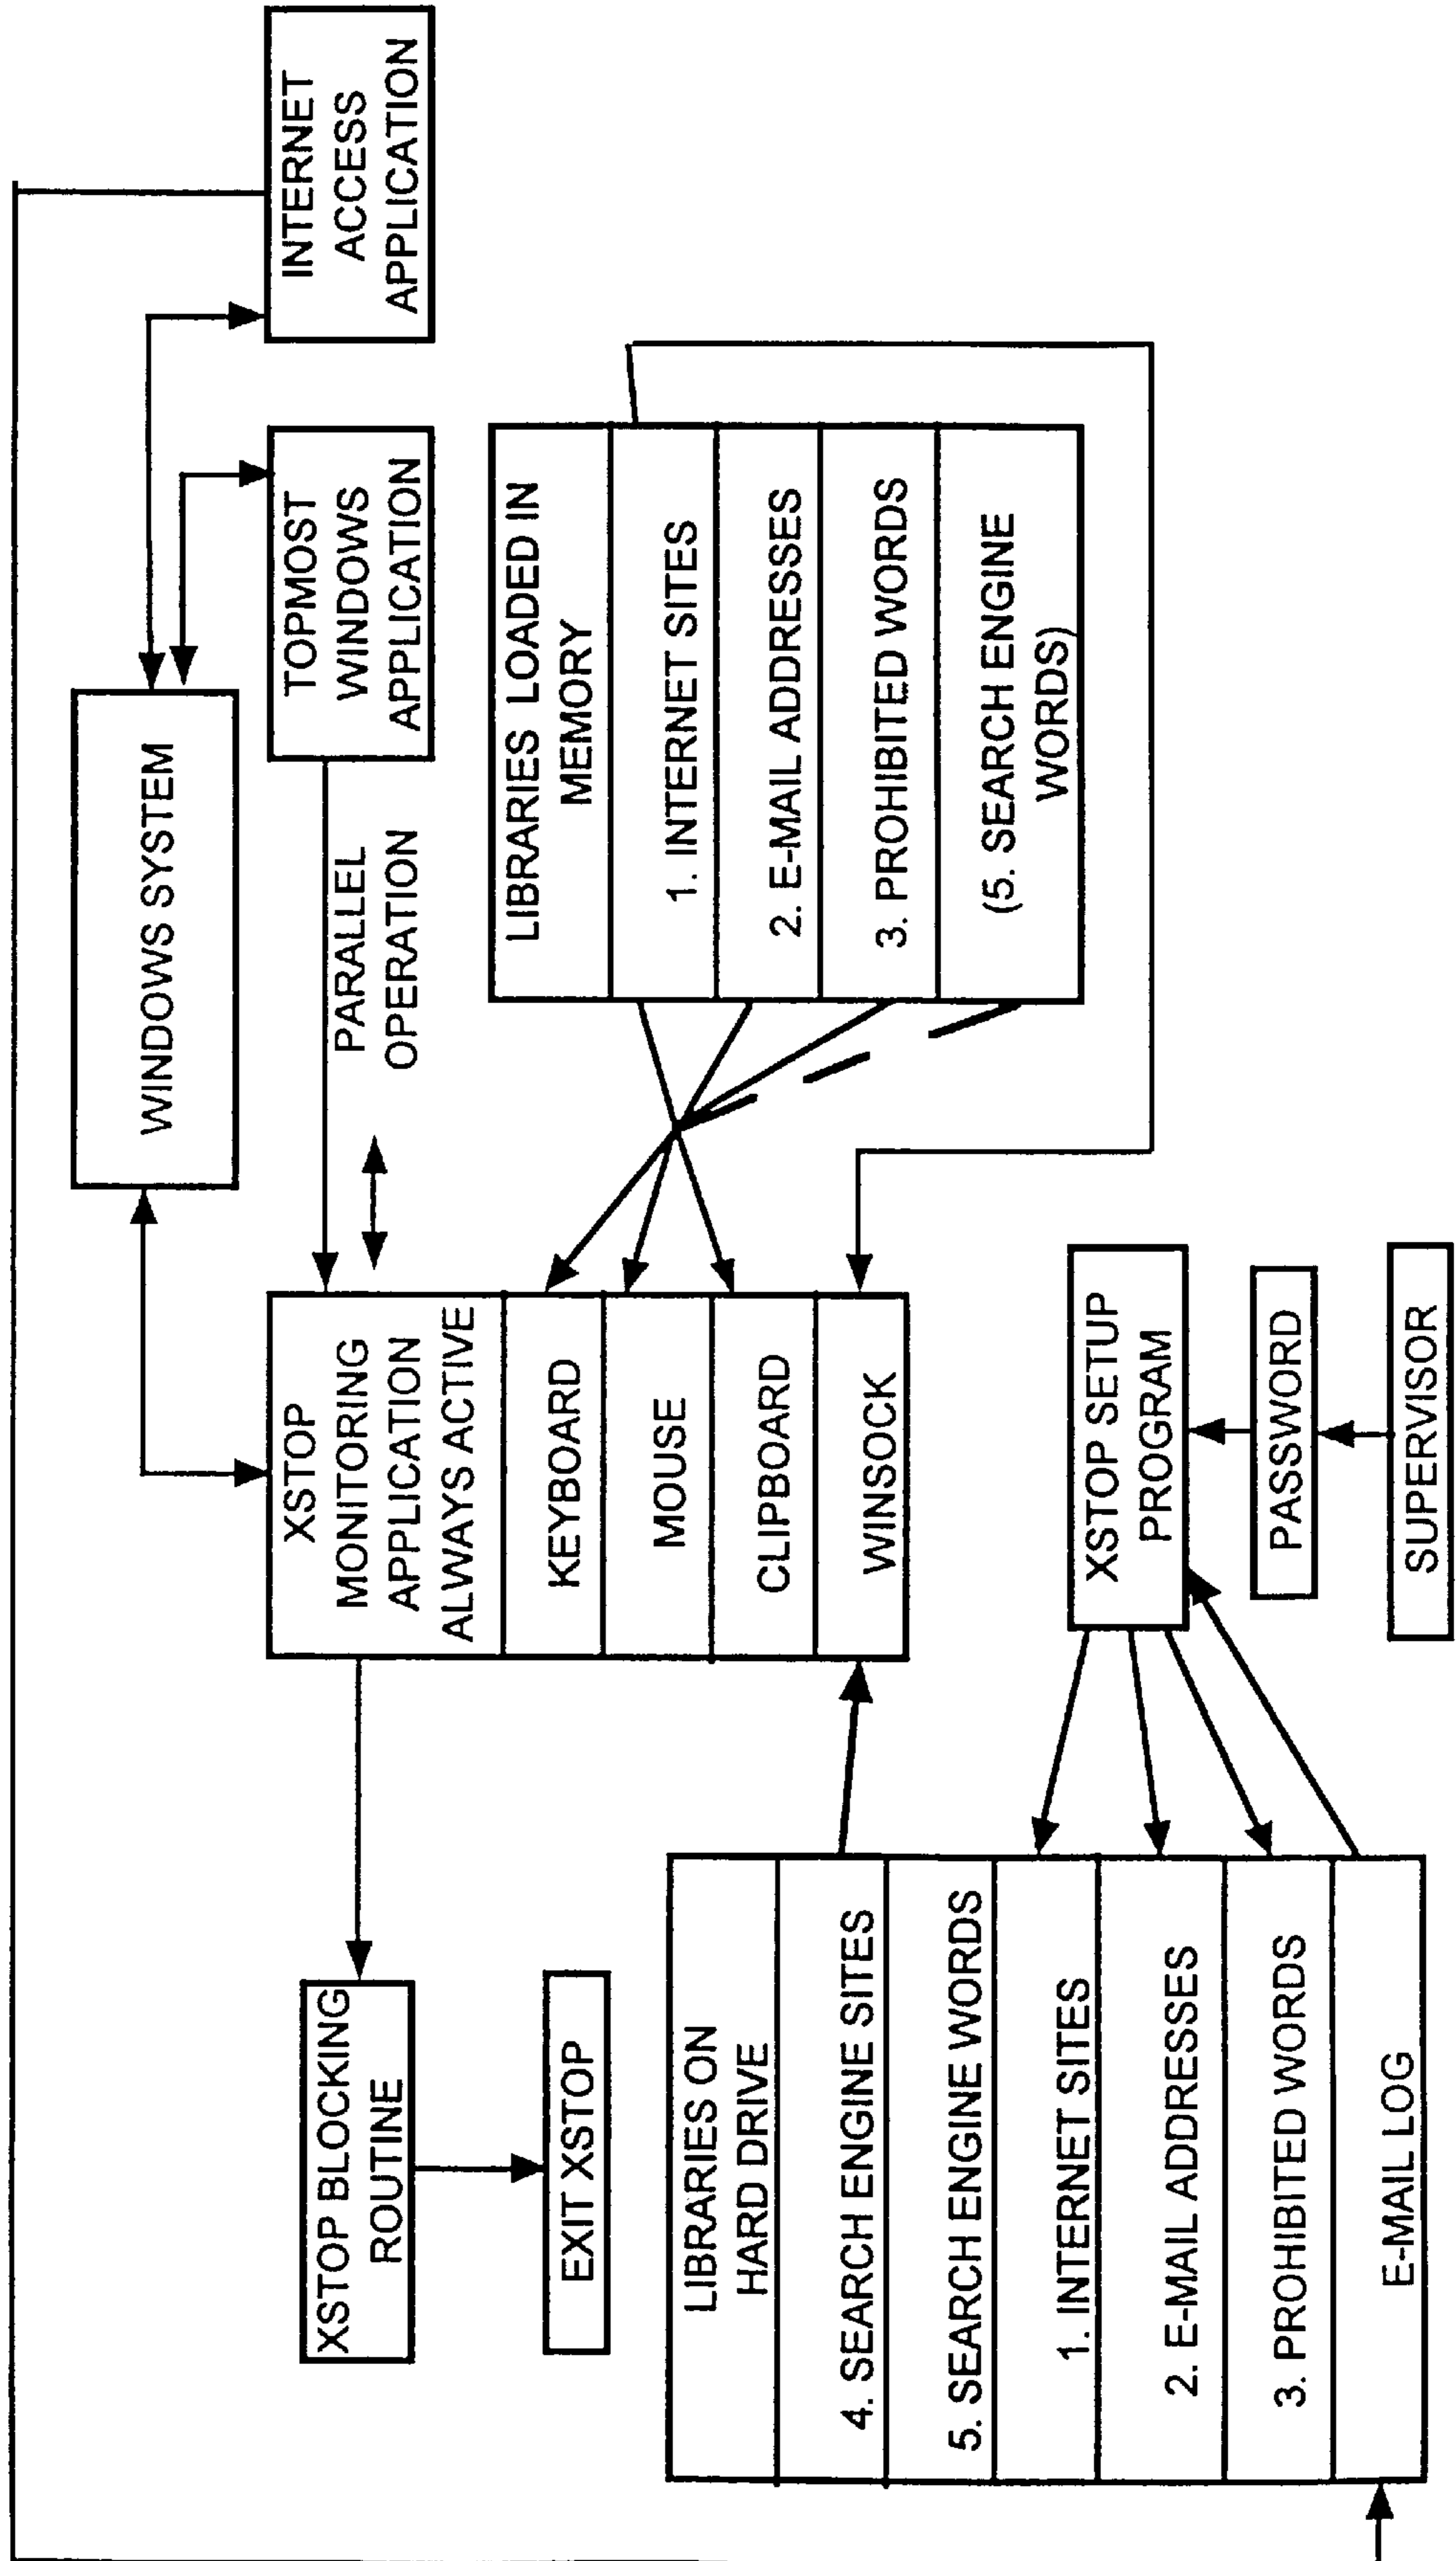 WINDOWS SYSTEM
XSTOP
MONITORING
APPLICATION
ALWAYS ACTIVE
KEYBOARD
MOUSE
CLIPBOARD
WINSOCK
PARALLEL
OPERATION
TOPMOST
WINDOWS
APPLICATION
INTERNET
ACCESS
APPLICATION
XSTOP BLOCKING
ROUTINE
EXIT XSTOP
LIBRARIES LOADED IN
MEMORY
1. INTERNET SITES
2. E-MAIL ADDRESSES
3. PROHIBITED WORDS
(5. SEARCH ENGINE
WORDS)
LIBRARIES ON
HARD DRIVE
4. SEARCH ENGINE SITES
5. SEARCH ENGINE WORDS
1. INTERNET SITES
2. E-MAIL ADDRESSES
3. PROHIBITED WORDS
E-MAIL LOG
XSTOP SETUP
PROGRAM
PASSWORD
SUPERVISOR